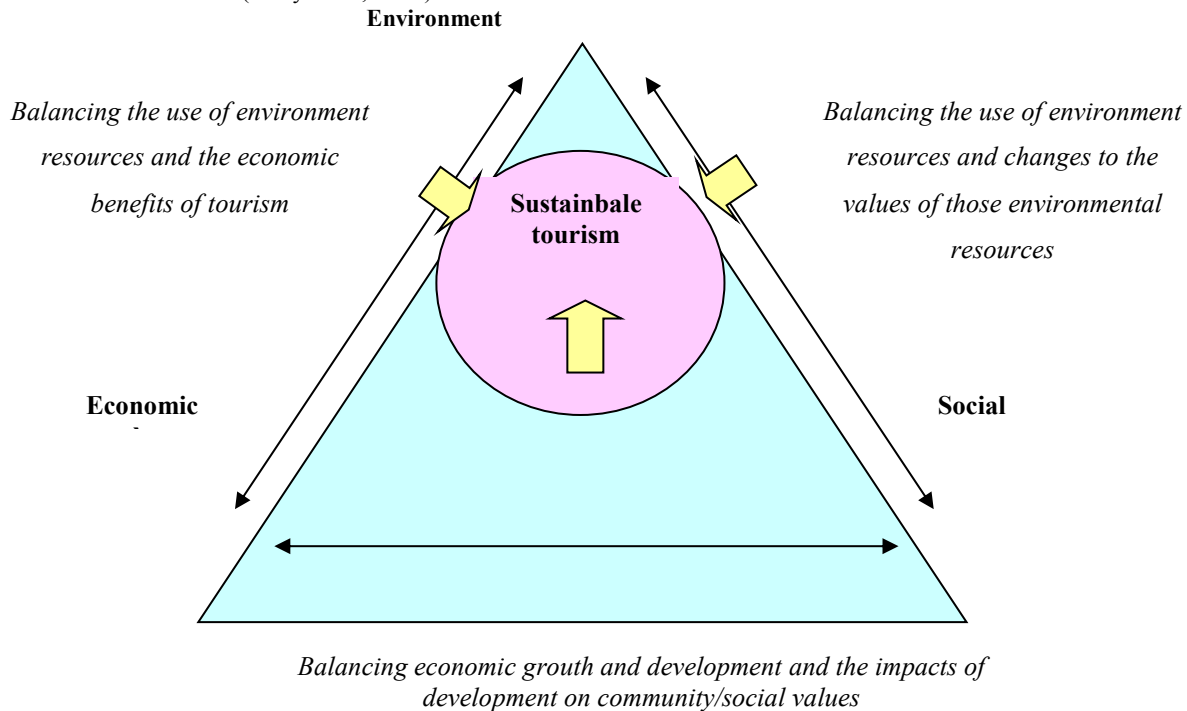 Environment
Balancing the use of environment
resources and the economic
benefits of tourism
Balancing the use of environment
resources and changes to the
values of those environmental
resources
Sustainbale
tourism
Economic
Social
Balancing economic grouth and development and the impacts of
development on community/social values